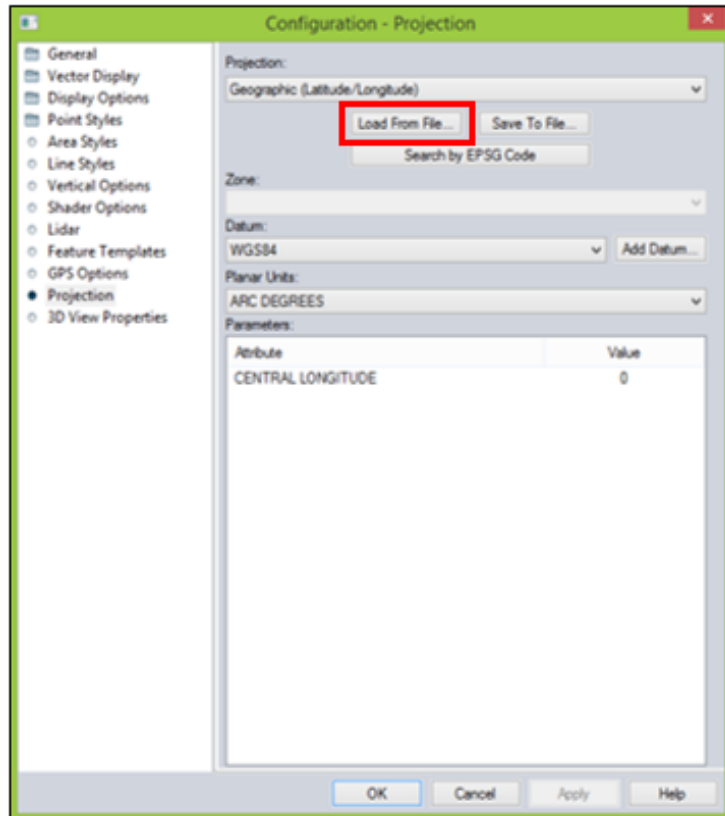 Configuration - Projection
General
Vector Display
Display Options
Point Styles
Area Styles
Line Styles
Vertical Options
Shader Options
Lidar
Feature Templates
GPS Options
Projection
3D View Properties
Projection:
Geographic (Latitude/Longitude)
Load From File... Save To File...
Search by EPSG Code
Zone:
Datum:
WGS84 Add Datum...
Planar Units:
ARC DEGREES
Parameters:
Attribute Value
CENTRAL LONGITUDE 0
OK Cancel Apply Help